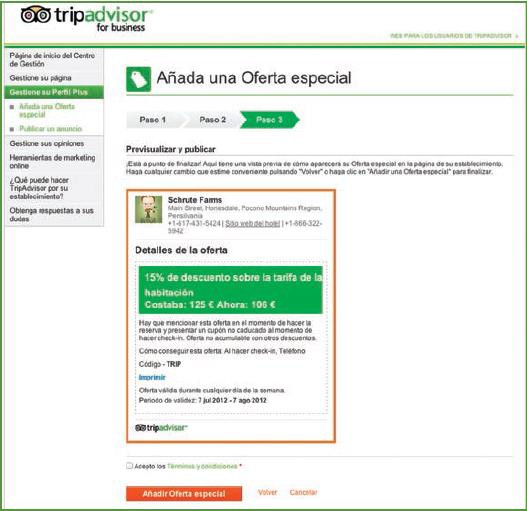 tripadvisor®
for business
RES PARA LOS USUARIOS DE TRIPADVISOR
Página de inicio del Centro
de Gestión
Gestione su página
Gestione su Perfil Plus
Añada una Oferta
especial
Publicar un anuncio
Gestione sus opiniones
Herramientas de marketing
online
¿Qué puede hacer
TripAdvisor por su
establecimiento?
Obtenga respuestas a sus
dudas
Añada una Oferta especial
Paso 1 Paso 2 Paso 3
Previsualizar y publicar
¡Está a punto de finalizar! Aquí tiene una vista previa de cómo aparecerá su Oferta especial en la página de su establecimiento.
Haga cualquier cambio que estime conveniente pulsando "Volver" o haga clic en "Añadir una Oferta especial" para finalizar.
Schrute Farms
Main Street, Honesdale, Pocono Mountains Region,
Pensilvania
+1-617-431-5424 | Sitio web del hotel | +1-866-322-
5942
Detalles de la oferta
15% de descuento sobre la tarifa de la
habitación
Costaba: 125 € Ahora: 106 €
Hay que mencionar esta oferta en el momento de hacer la
reserva y presentar un cupón no caducado al momento de
hacer check-in. Oferta no acumulable con otros descuentos.
Cómo conseguir esta oferta: Al hacer check-in, Teléfono
Código - TRIP
Imprimir
Oferta válida durante cualquier día de la semana.
Periodo de validez: 7 jul 2012 - 7 ago 2012
tripadvisor®
Acepto los Términos y condiciones *
Añadir Oferta especial Volver Cancelar